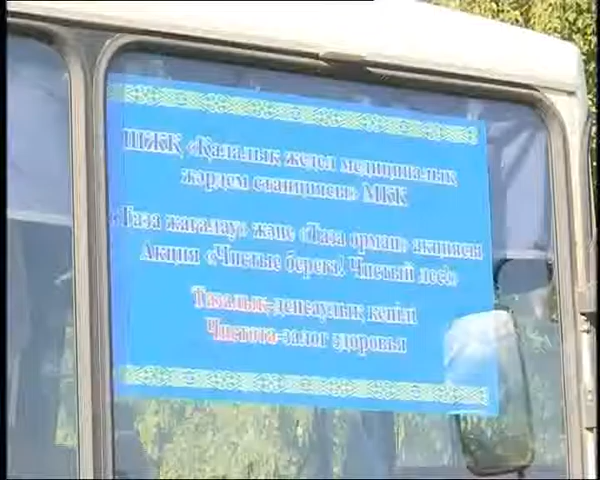 ШЖҚ «Қалалық жедел медициналық
жәрдем станциясы» МКК
«Таза жағалау» және «Таза орман» акциясы
Акция «Чистые берега! Чистый лес!»
Тазалық-денсаулық кепілі
Чистота-залог здоровья